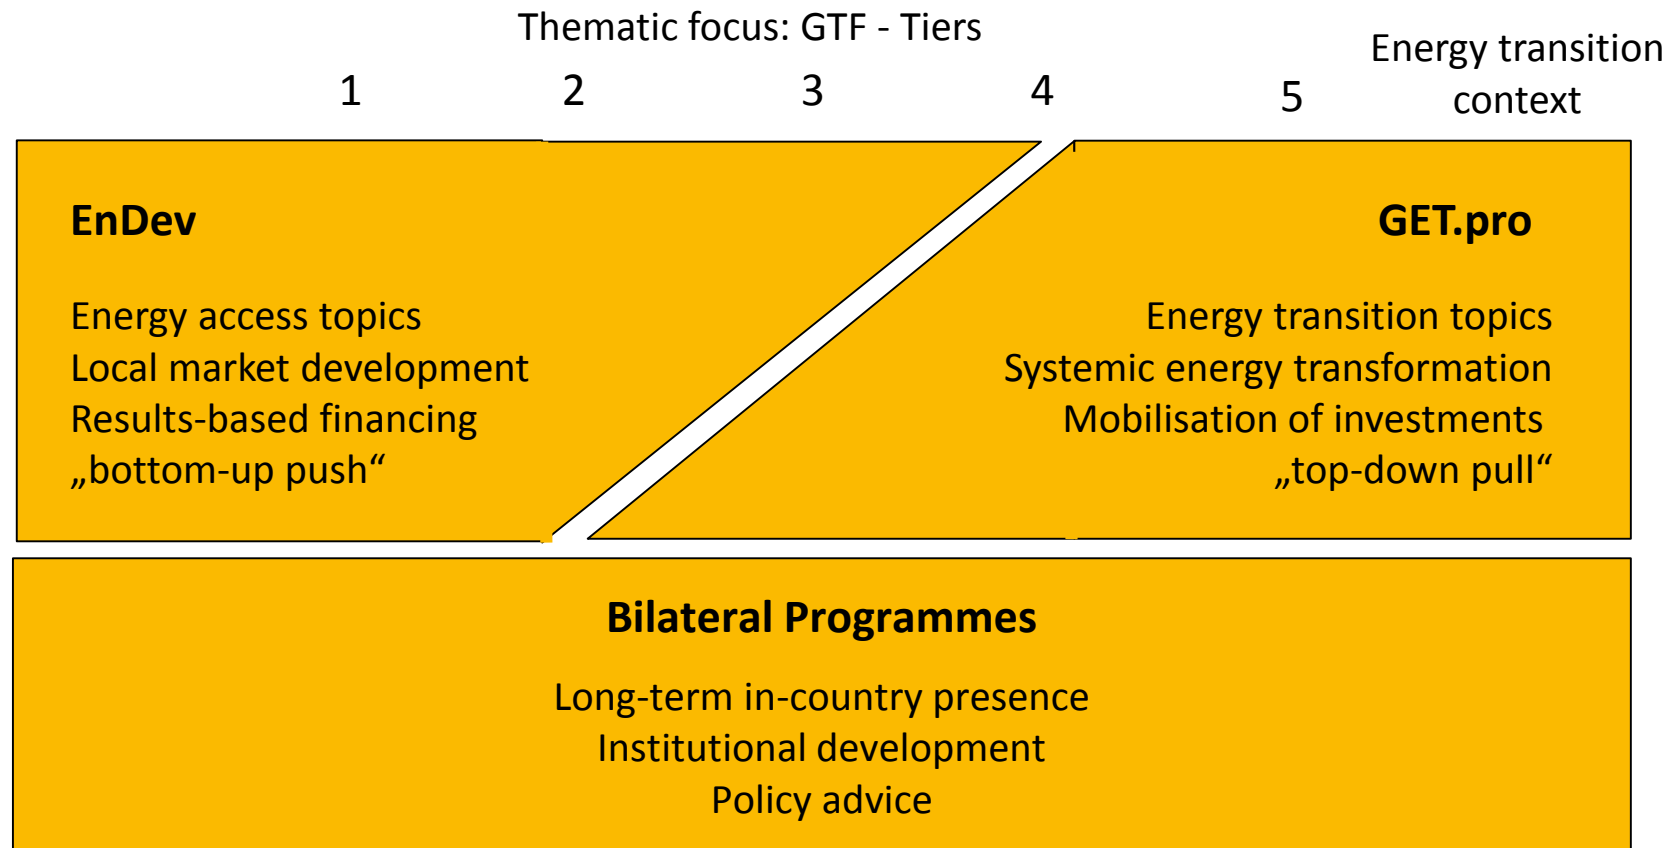 Thematic focus: GTF - Tiers
Energy transition
context
1 2 3 4 5
EnDev
Energy access topics
Local market development
Results-based financing
„bottom-up push“
GET.pro
Energy transition topics
Systemic energy transformation
Mobilisation of investments
„top-down pull“
Bilateral Programmes
Long-term in-country presence
Institutional development
Policy advice